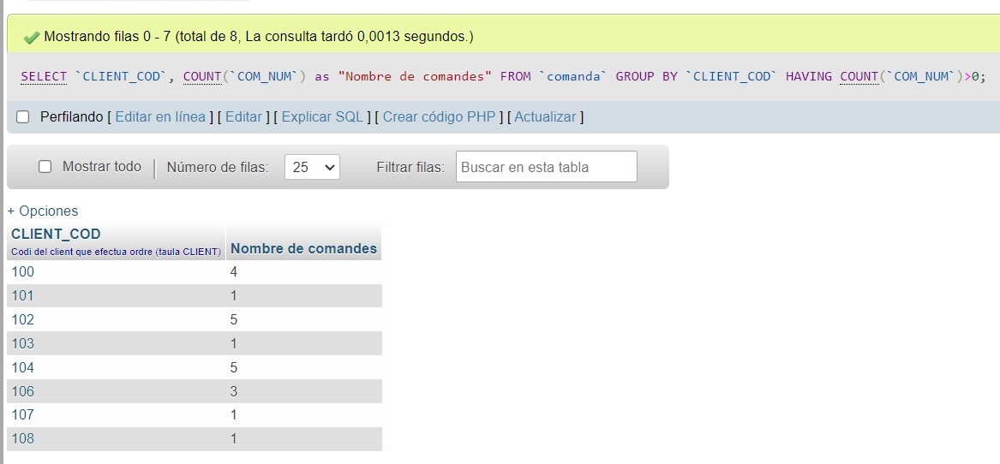 Mostrando filas 0 - 7 (total de 8, La consulta tardó 0,0013 segundos.)
SELECT `CLIENT_COD`, COUNT(`COM_NUM`) as "Nombre de comandes" FROM `comanda` GROUP BY `CLIENT_COD` HAVING COUNT(`COM_NUM`)>0;
Perfilando [ Editar en línea ] [ Editar ] [ Explicar SQL ] [ Crear código PHP ] [ Actualizar ]
Mostrar todo | Número de filas: 25 Filtrar filas: Buscar en esta tabla
+ Opciones
CLIENT_COD
Codi del client que efectua ordre (taula CLIENT) Nombre de comandes
100 4
101 1
102 5
103 1
104 5
106 3
107 1
108 1